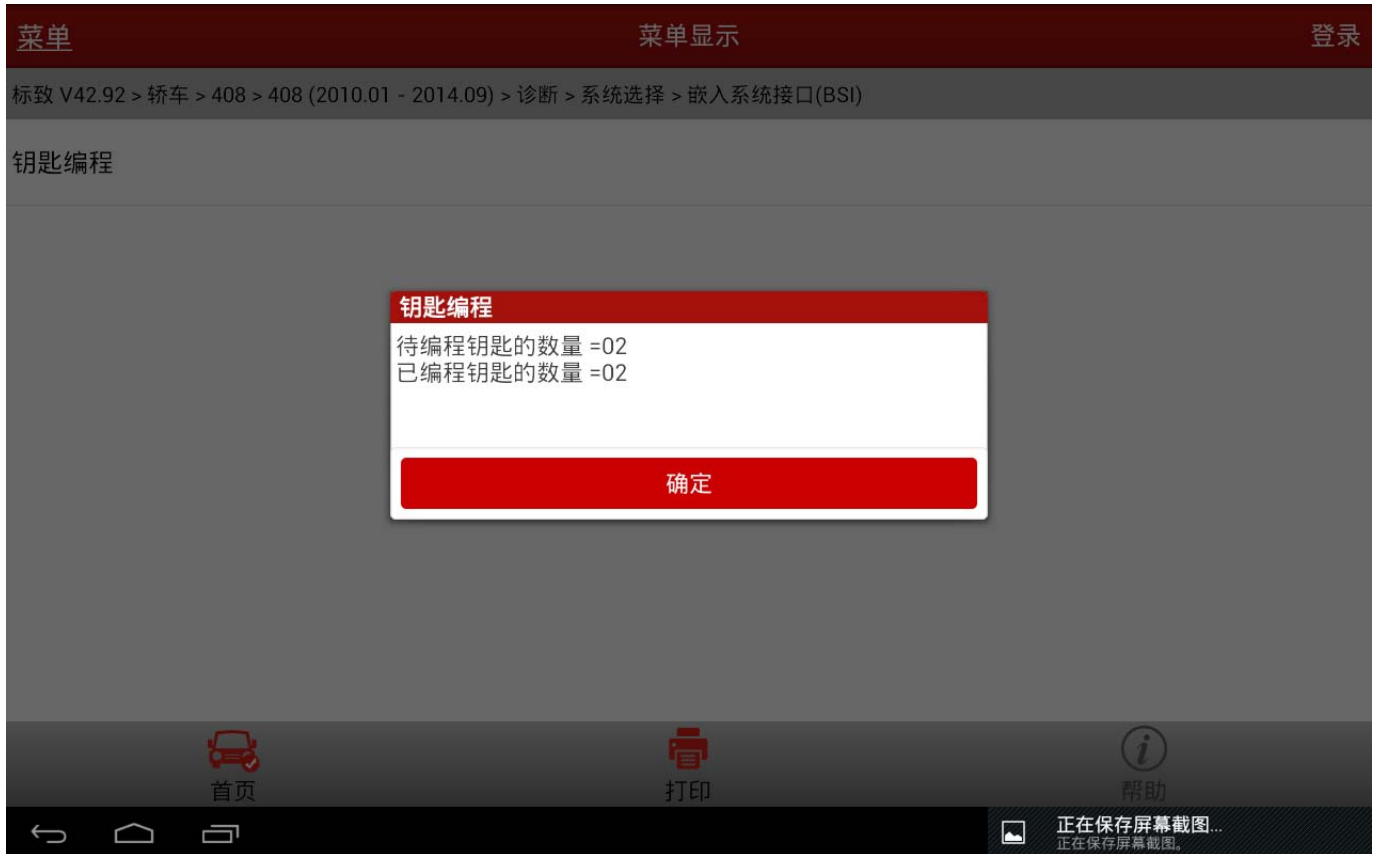 菜单 菜单显示 登录
标致 V42.92 > 轿车 > 408 > 408 (2010.01 - 2014.09) > 诊断 > 系统选择 > 嵌入系统接口(BSI)
钥匙编程
钥匙编程
待编程钥匙的数量 =02
已编程钥匙的数量 =02
确定
首页 打印 帮助
正在保存屏幕截图...
正在保存屏幕截图。